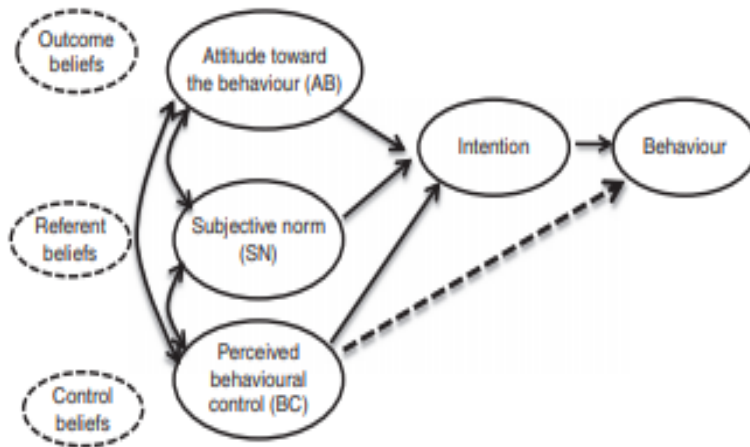 Outcome
beliefs
Attitude toward
the behaviour (AB)
Intention
Behaviour
Referent
beliefs
Subjective norm
(SN)
Perceived
behavioural
control (BC)
Control
beliefs